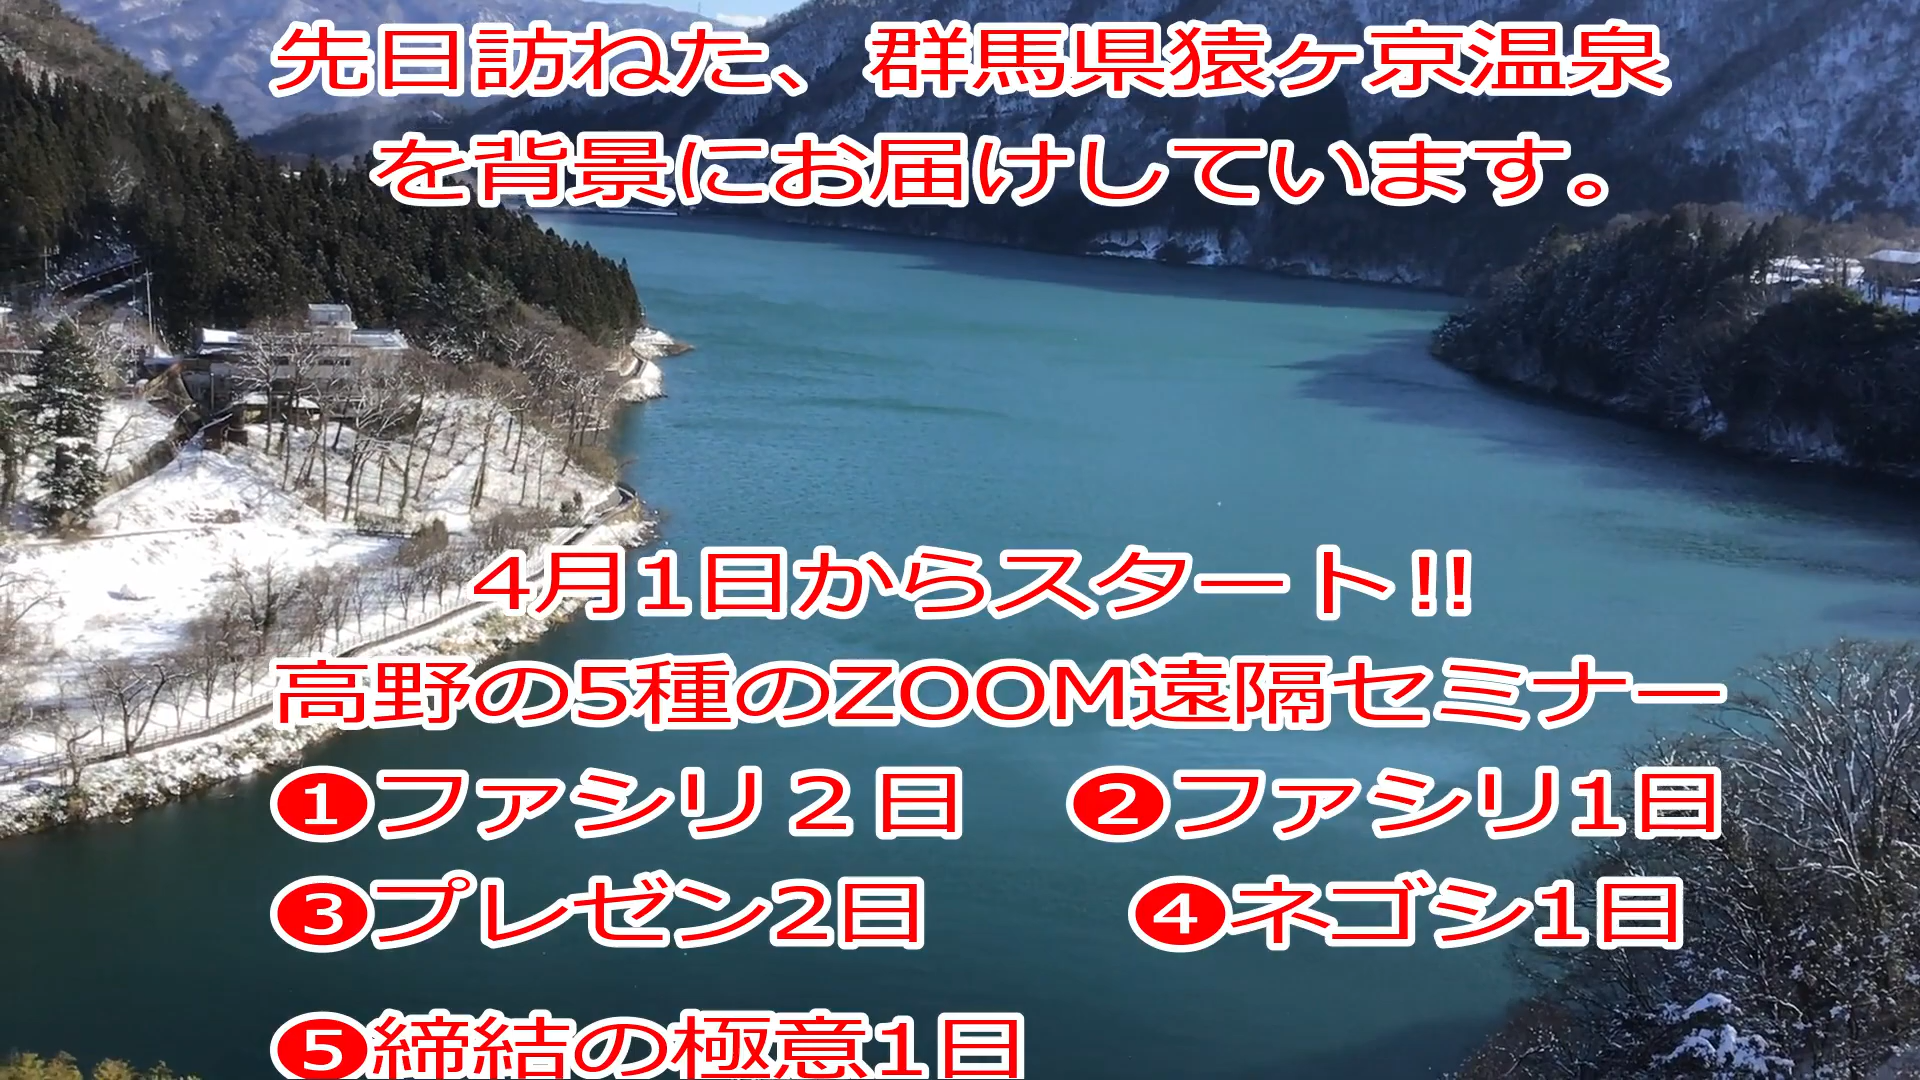 先日訪ねた、群馬県猿ヶ京温泉
を背景にお届けしています。
4月1日からスタート!!
高野の5種のZOOM遠隔セミナー
❶ファシリ２日 ❷ファシリ1日
❸プレゼン2日 ❹ネゴシ1日
❺締結の極意1日